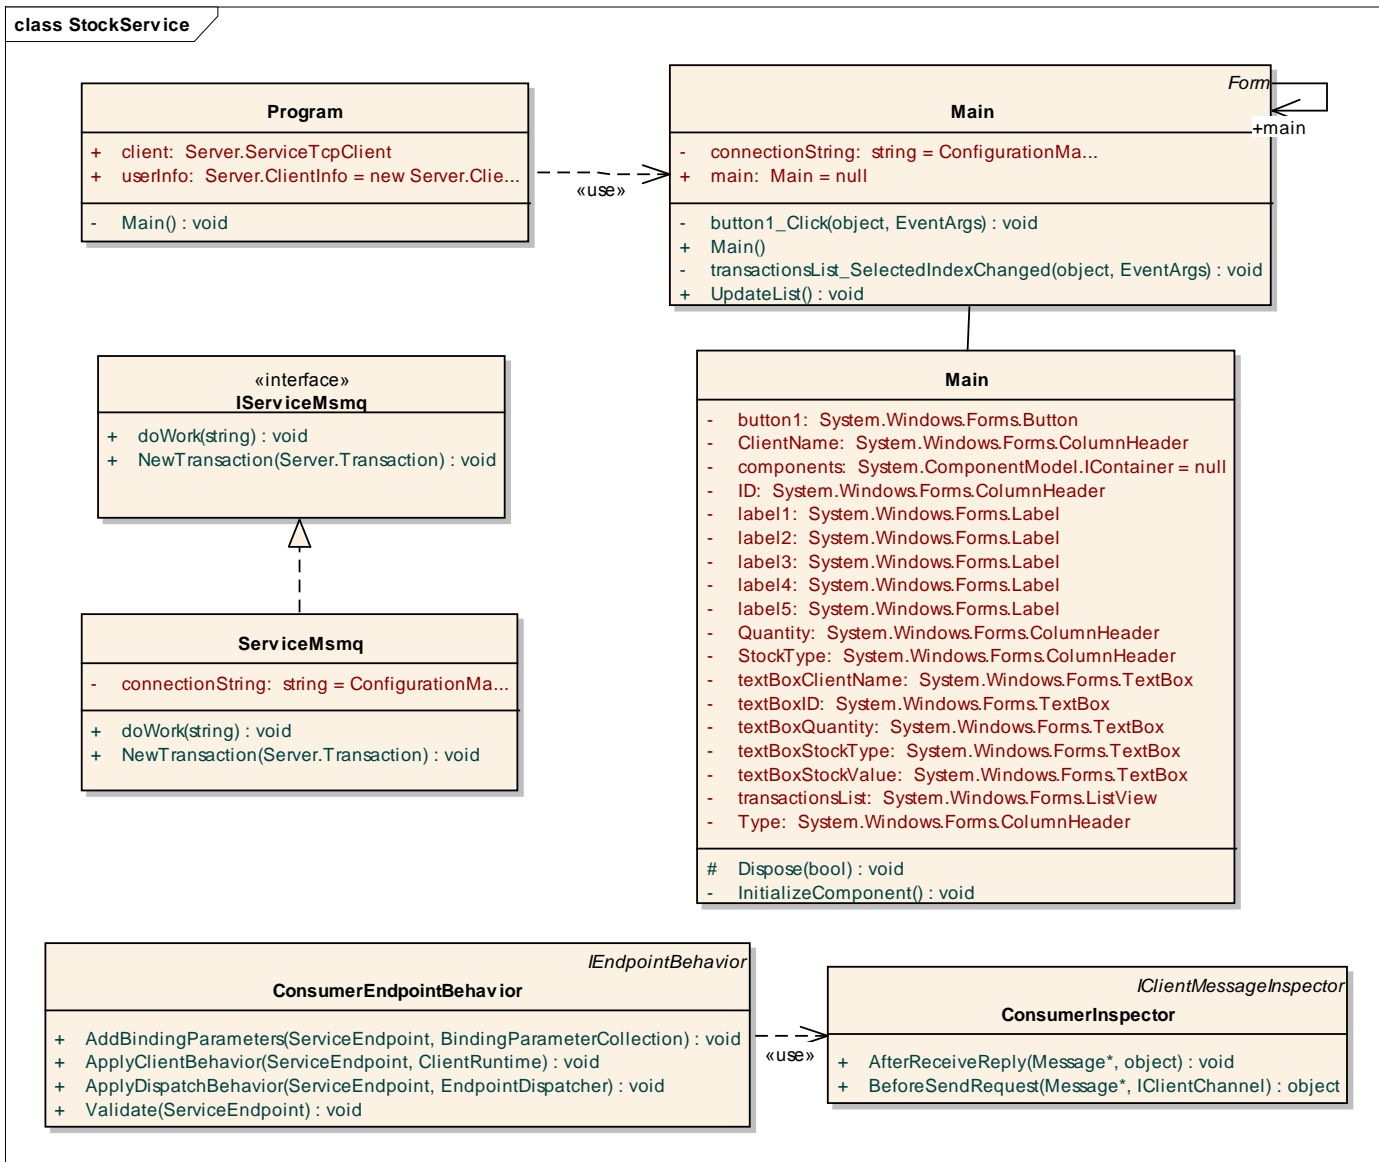 class StockService
Program
+ client: Server.ServiceTcpClient
+ userInfo: Server.ClientInfo = new Server.Clie...
- Main() : void
«use»
Form
Main
- connectionString: string = ConfigurationMa...
+ main: Main = null
- button1_Click(object, EventArgs) : void
+ Main()
- transactionsList_SelectedIndexChanged(object, EventArgs) : void
+ UpdateList() : void
+main
«interface»
IServiceMsmq
+ doWork(string) : void
+ NewTransaction(Server.Transaction) : void
ServiceMsmq
- connectionString: string = ConfigurationMa...
+ doWork(string) : void
+ NewTransaction(Server.Transaction) : void
Main
- button1: System.Windows.Forms.Button
- ClientName: System.Windows.Forms.ColumnHeader
- components: System.ComponentModel.IContainer = null
- ID: System.Windows.Forms.ColumnHeader
- label1: System.Windows.Forms.Label
- label2: System.Windows.Forms.Label
- label3: System.Windows.Forms.Label
- label4: System.Windows.Forms.Label
- label5: System.Windows.Forms.Label
- Quantity: System.Windows.Forms.ColumnHeader
- StockType: System.Windows.Forms.ColumnHeader
- textBoxClientName: System.Windows.Forms.TextBox
- textBoxID: System.Windows.Forms.TextBox
- textBoxQuantity: System.Windows.Forms.TextBox
- textBoxStockType: System.Windows.Forms.TextBox
- textBoxStockValue: System.Windows.Forms.TextBox
- transactionsList: System.Windows.Forms.ListView
- Type: System.Windows.Forms.ColumnHeader
# Dispose(bool) : void
- InitializeComponent() : void
IEndpointBehavior
ConsumerEndpointBehavior
+ AddBindingParameters(ServiceEndpoint, BindingParameterCollection) : void
+ ApplyClientBehavior(ServiceEndpoint, ClientRuntime) : void
+ ApplyDispatchBehavior(ServiceEndpoint, EndpointDispatcher) : void
+ Validate(ServiceEndpoint) : void
«use»
IClientMessageInspector
ConsumerInspector
+ AfterReceiveReply(Message*, object) : void
+ BeforeSendRequest(Message*, IClientChannel) : object